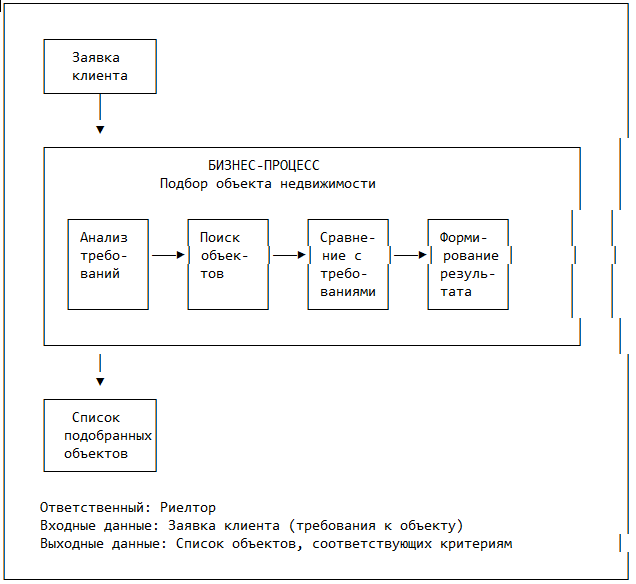 Заявка
клиента
БИЗНЕС-ПРОЦЕСС
Подбор объекта недвижимости
Анализ
требо-
ваний
Поиск
объек-
тов
Сравне-
ние с
требо-
ваниями
Форми-
рование
резуль-
тата
Список
подобранных
объектов
Ответственный: Риелтор
Входные данные: Заявка клиента (требования к объекту)
Выходные данные: Список объектов, соответствующих критериям